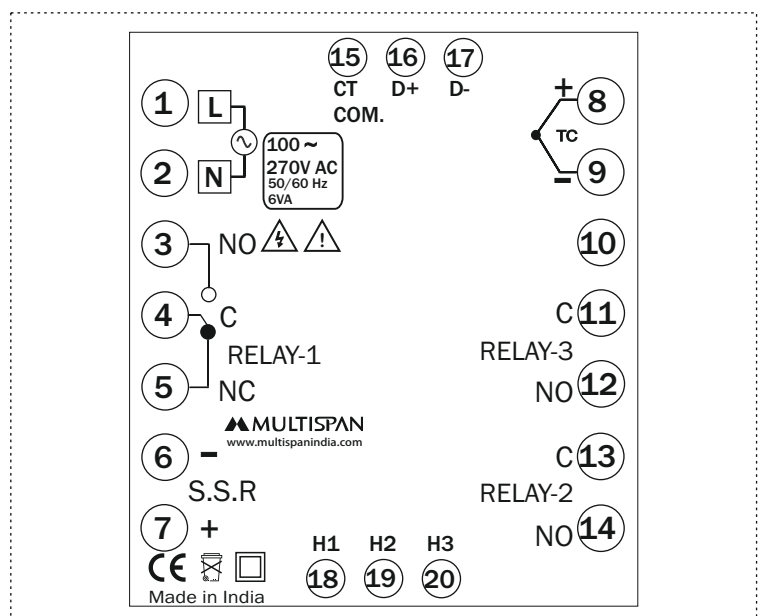 15 16 17
CT D+ D-
COM.
1 L
2 N
100 ~
270V AC
50/60 Hz
6VA
+ 8
TC
- 9
3 NO
10
4 C
C 11
RELAY-1
RELAY-3
5 NC
NO 12
MULTISPAN
www.multispanindia.com
6 -
C 13
S.S.R
RELAY-2
7 +
NO 14
H1 H2 H3
18 19 20
CE
Made in India